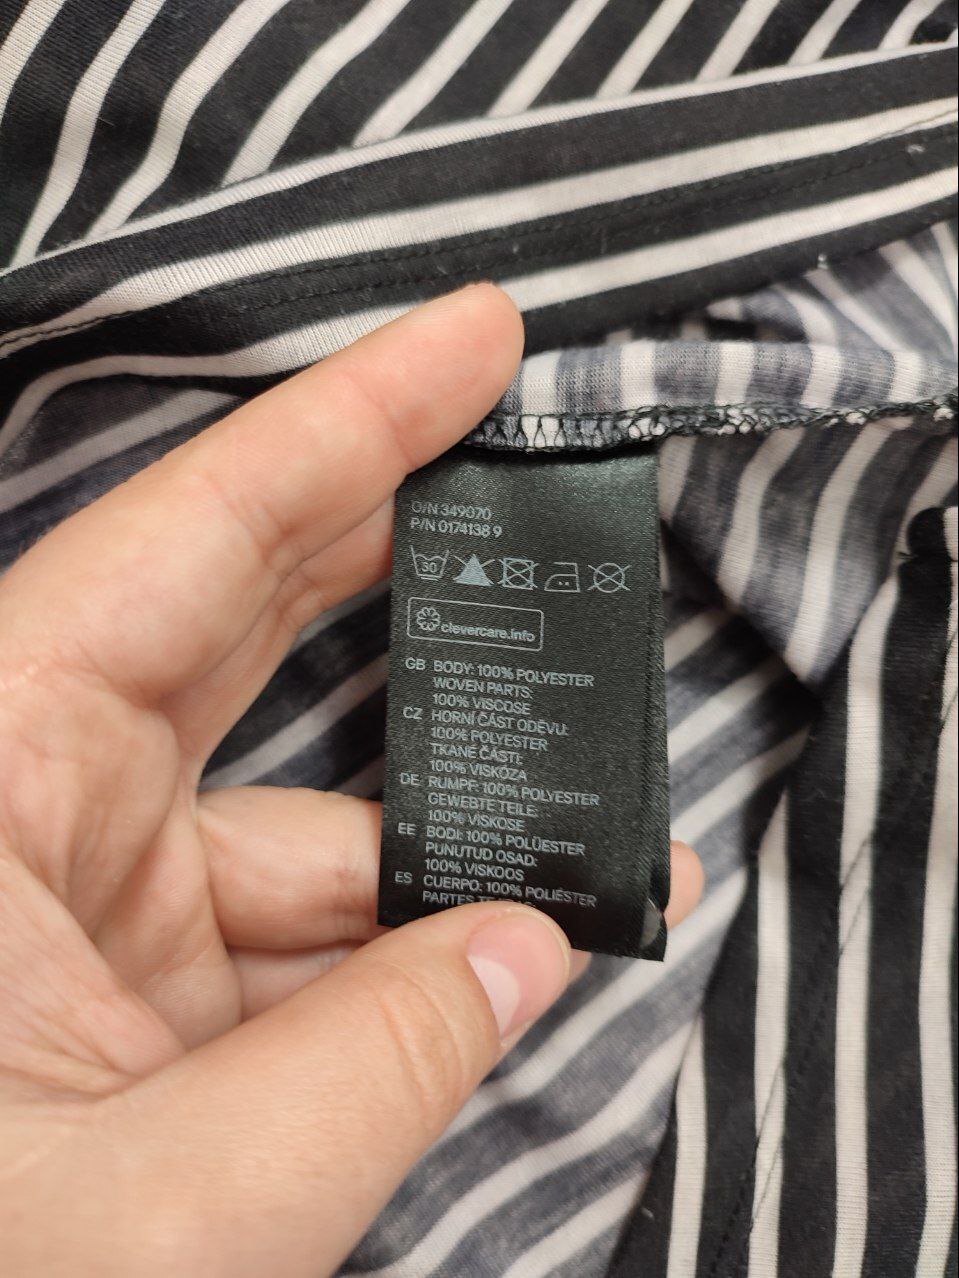 O/N 349070
P/N 0174138 9
30
clevercare.info
GB BODY: 100% POLYESTER
WOVEN PARTS:
100% VISCOSE
CZ HORNÍ ČÁST ODĚVU:
100% POLYESTER
TKANÉ ČÁSTI:
100% VISKÓZA
DE RUMPF: 100% POLYESTER
GEWEBTE TEILE:
100% VISKOSE
EE BODI: 100% POLÜESTER
PUNUTUD OSAD:
100% VISKOOS
ES CUERPO: 100% POLIÉSTER
PARTES